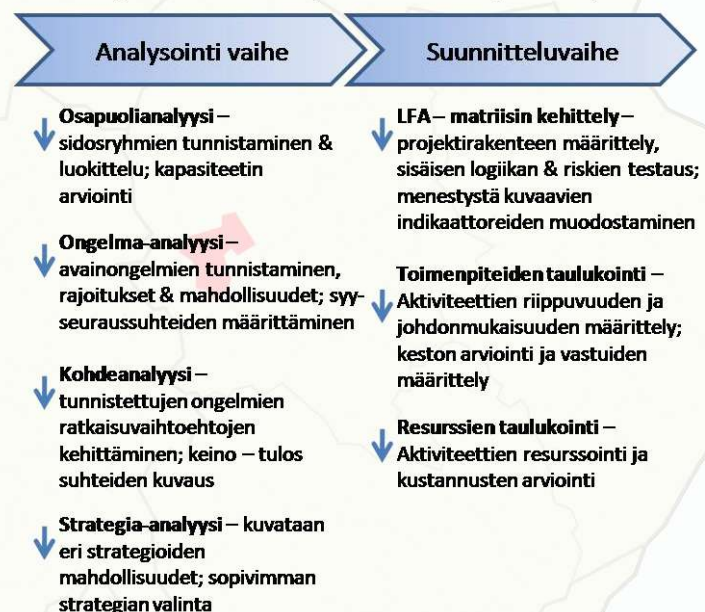 Analysointi vaihe
Osapuolianalyysi –
sidosryhmien tunnistaminen &
luokittelu; kapasiteetin
arviointi
Ongelma-analyysi –
avainongelmien tunnistaminen,
rajoitukset & mahdollisuudet; syy-
seuraussuhteiden määrittäminen
Kohdeanalyysi –
tunnistettujen ongelmien
ratkaisuvaihtoehtojen
kehittäminen; keino – tulos
suhteiden kuvaus
Strategia-analyysi – kuvataan
eri strategioiden
mahdollisuudet; sopivimman
strategian valinta
Suunnitteluvaihe
LFA – matriisin kehittely –
projektirakenteen määrittely,
sisäisen logiikan & riskien testaus;
menestystä kuvaavien
indikaattoreiden muodostaminen
Toimenpiteiden taulukointi –
Aktiviteettien riippuvuuden ja
johdonmukaisuuden määrittely;
keston arviointi ja vastuiden
määrittely
Resurssien taulukointi –
Aktiviteettien resurssointi ja
kustannusten arviointi